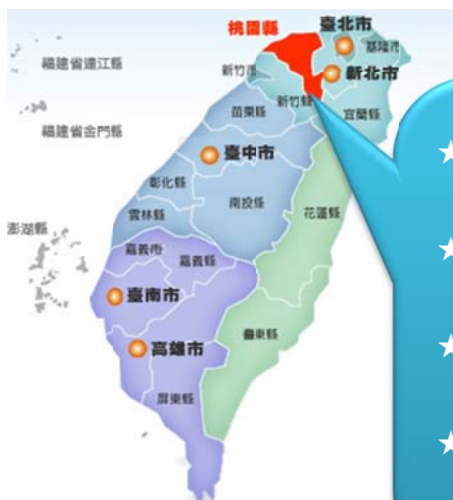 桃園縣
臺北市
基隆市
福建省連江縣
新竹市
新北市
苗栗縣
新竹縣
宜蘭縣
福建省金門縣
臺中市
彰化縣
南投縣
花蓮縣
雲林縣
澎湖縣
嘉義市
嘉義縣
臺南市
臺東縣
高雄市
屏東縣